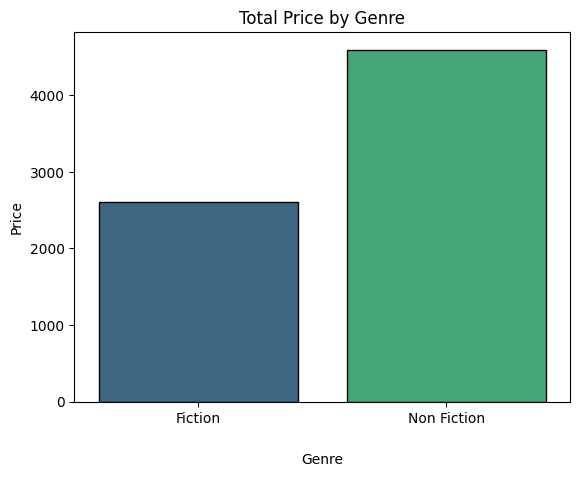 Total Price by Genre
4000
3000
2000
1000
0
Price
Fiction
Non Fiction
Genre